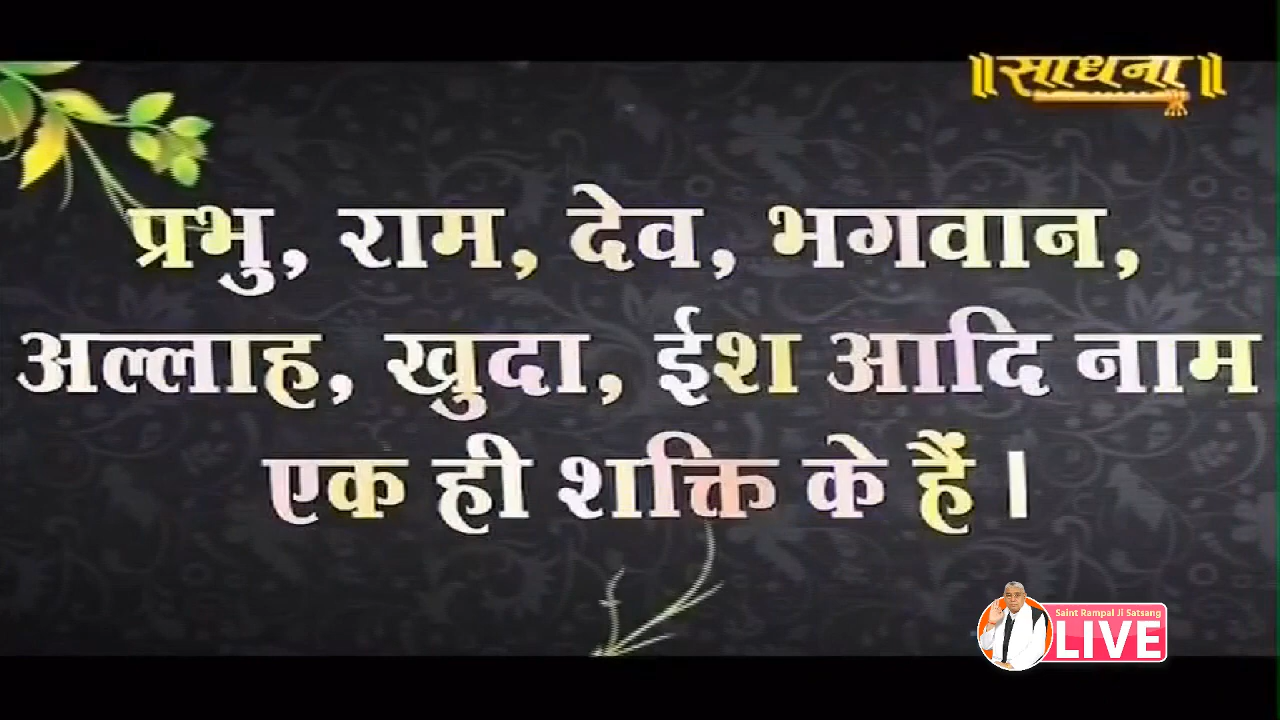 ॥साधना॥
प्रभु, राम, देव, भगवान,
अल्लाह, खुदा, ईश आदि नाम
एक ही शक्ति के हैं।
Saint Rampal Ji Satsang
LIVE